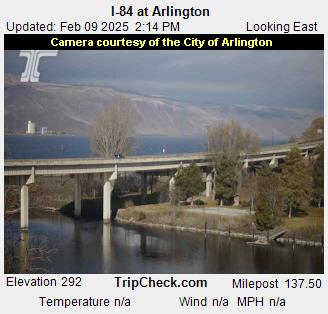 I-84 at Arlington
Updated: Feb 09 2025 2:14 PM Looking East
Camera courtesy of the City of Arlington
Elevation 292 TripCheck.com Milepost 137.50
Temperature n/a Wind n/a MPH n/a